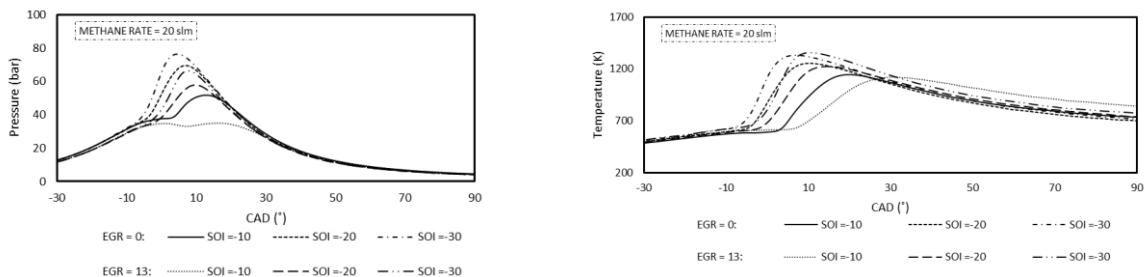 METHANE RATE = 20 slm
Pressure (bar)
100
80
60
40
20
0
-30 -10 10 30 50 70 90
CAD (°)
EGR = 0: SOI =-10 SOI =-20 SOI =-30
EGR = 13: SOI =-10 SOI =-20 SOI =-30
METHANE RATE = 20 slm
Temperature (K)
1700
1200
700
200
-30 -10 10 30 50 70 90
CAD (°)
EGR = 0: SOI =-10 SOI =-20 SOI =-30
EGR = 13: SOI =-10 SOI =-20 SOI =-30